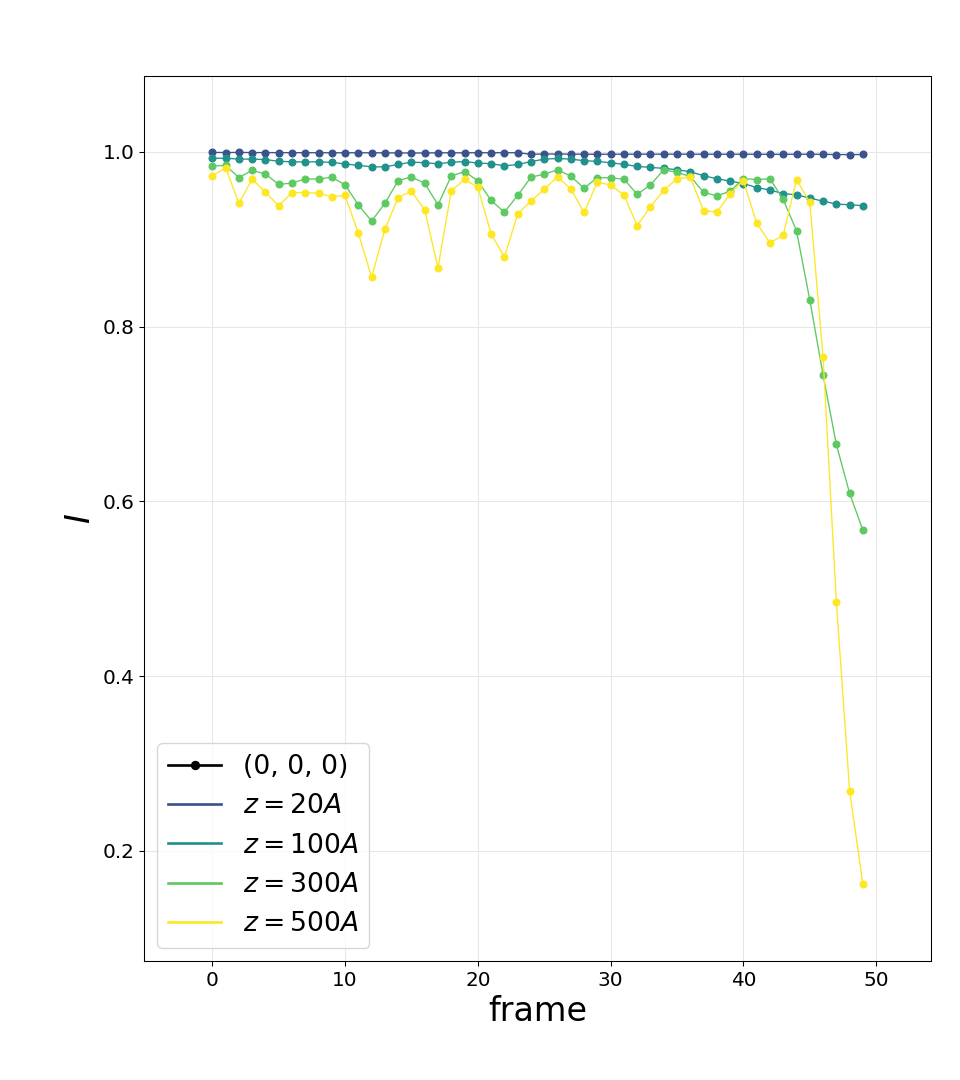 1.0
0.8
0.6
0.4
0.2
I
(0, 0, 0)
z = 20A
z = 100A
z = 300A
z = 500A
0 10 20 30 40 50
frame